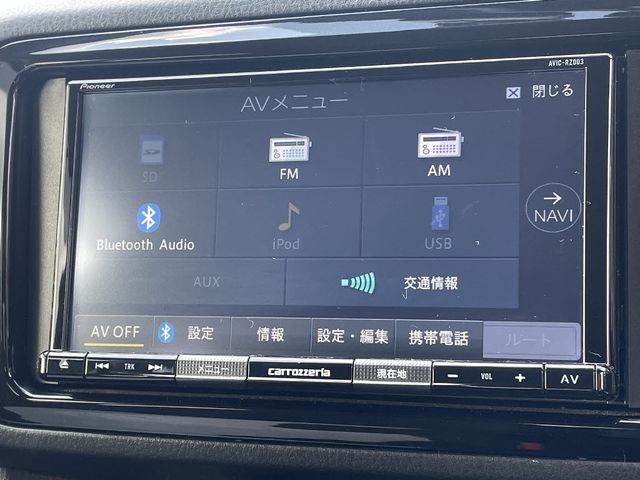 Pioneer
AVIC-RZ003
AVメニュー
閉じる
SD
FM
AM
Bluetooth Audio
iPod
USB
NAVI
AUX
交通情報
AV OFF
設定
情報
設定・編集
携帯電話
ルート
TRK
メニュー
carrozzeria
現在地
− VOL +
AV